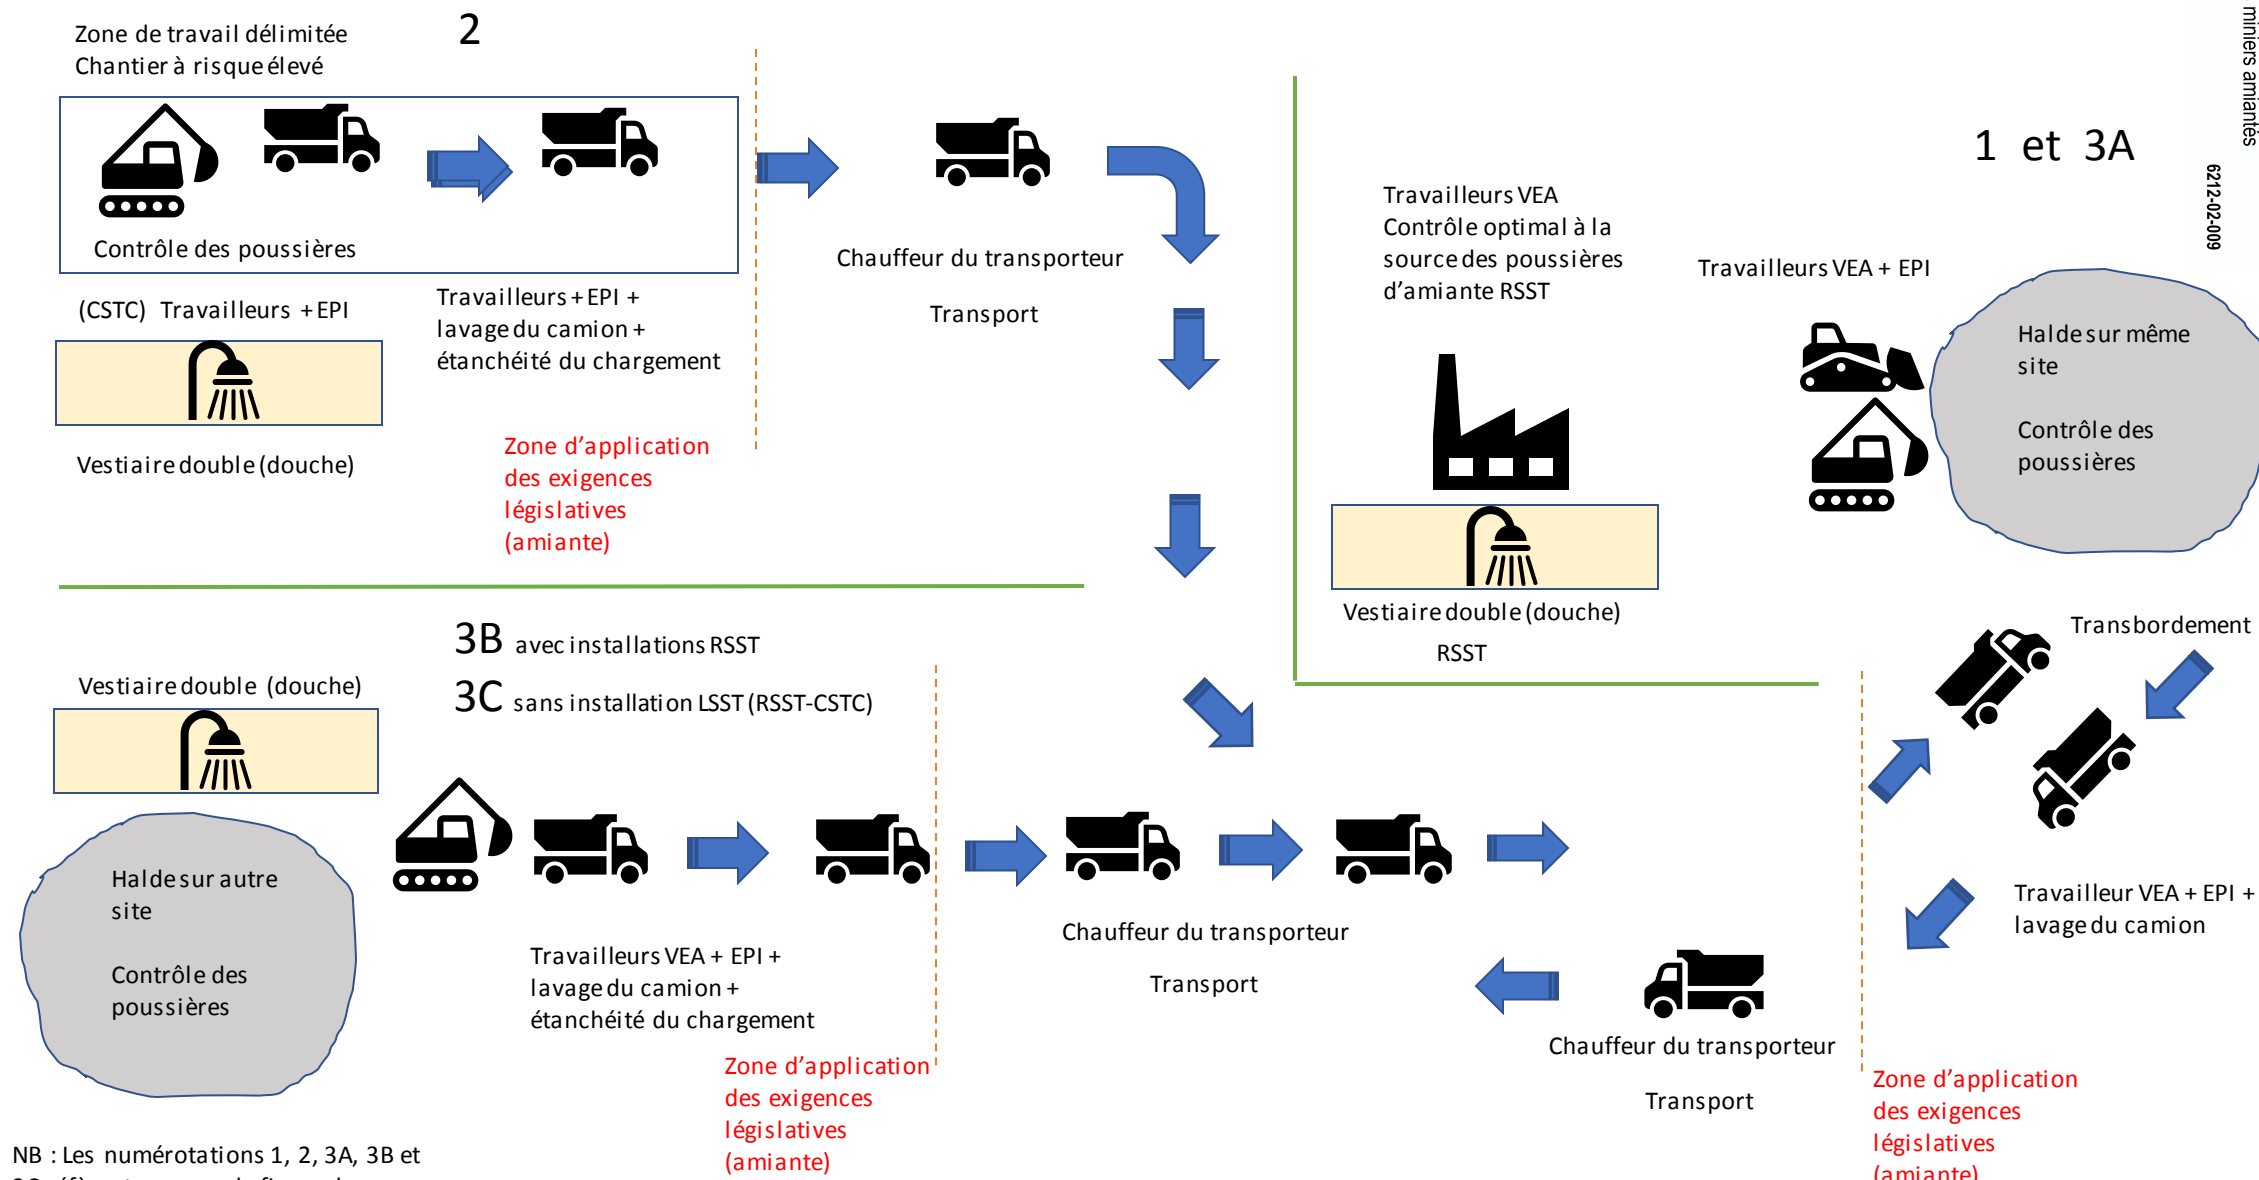 2
Zone de travail délimitée
Chantier à risque élevé
Contrôle des poussières
(CSTC) Travailleurs + EPI
Vestiaire double (douche)
Travailleurs + EPI +
lavage du camion +
étanchéité du chargement
Zone d’application
des exigences
législatives
(amiante)
Chauffeur du transporteur
Transport
1 et 3A
miniers amiantés
6212-02-009
Travailleurs VEA
Contrôle optimal à la
source des poussières
d’amiante RSST
Travailleurs VEA + EPI
Halde sur même
site
Contrôle des
poussières
Vestiaire double (douche)
RSST
Transbordement
3B avec installations RSST
3C sans installation LSST (RSST-CSTC)
Vestiaire double (douche)
Halde sur autre
site
Contrôle des
poussières
Travailleurs VEA + EPI +
lavage du camion +
étanchéité du chargement
Zone d’application
des exigences
législatives
(amiante)
Chauffeur du transporteur
Transport
Chauffeur du transporteur
Transport
Travailleur VEA + EPI +
lavage du camion
Zone d’application
des exigences
législatives
(amiante)
NB : Les numérotations 1, 2, 3A, 3B et